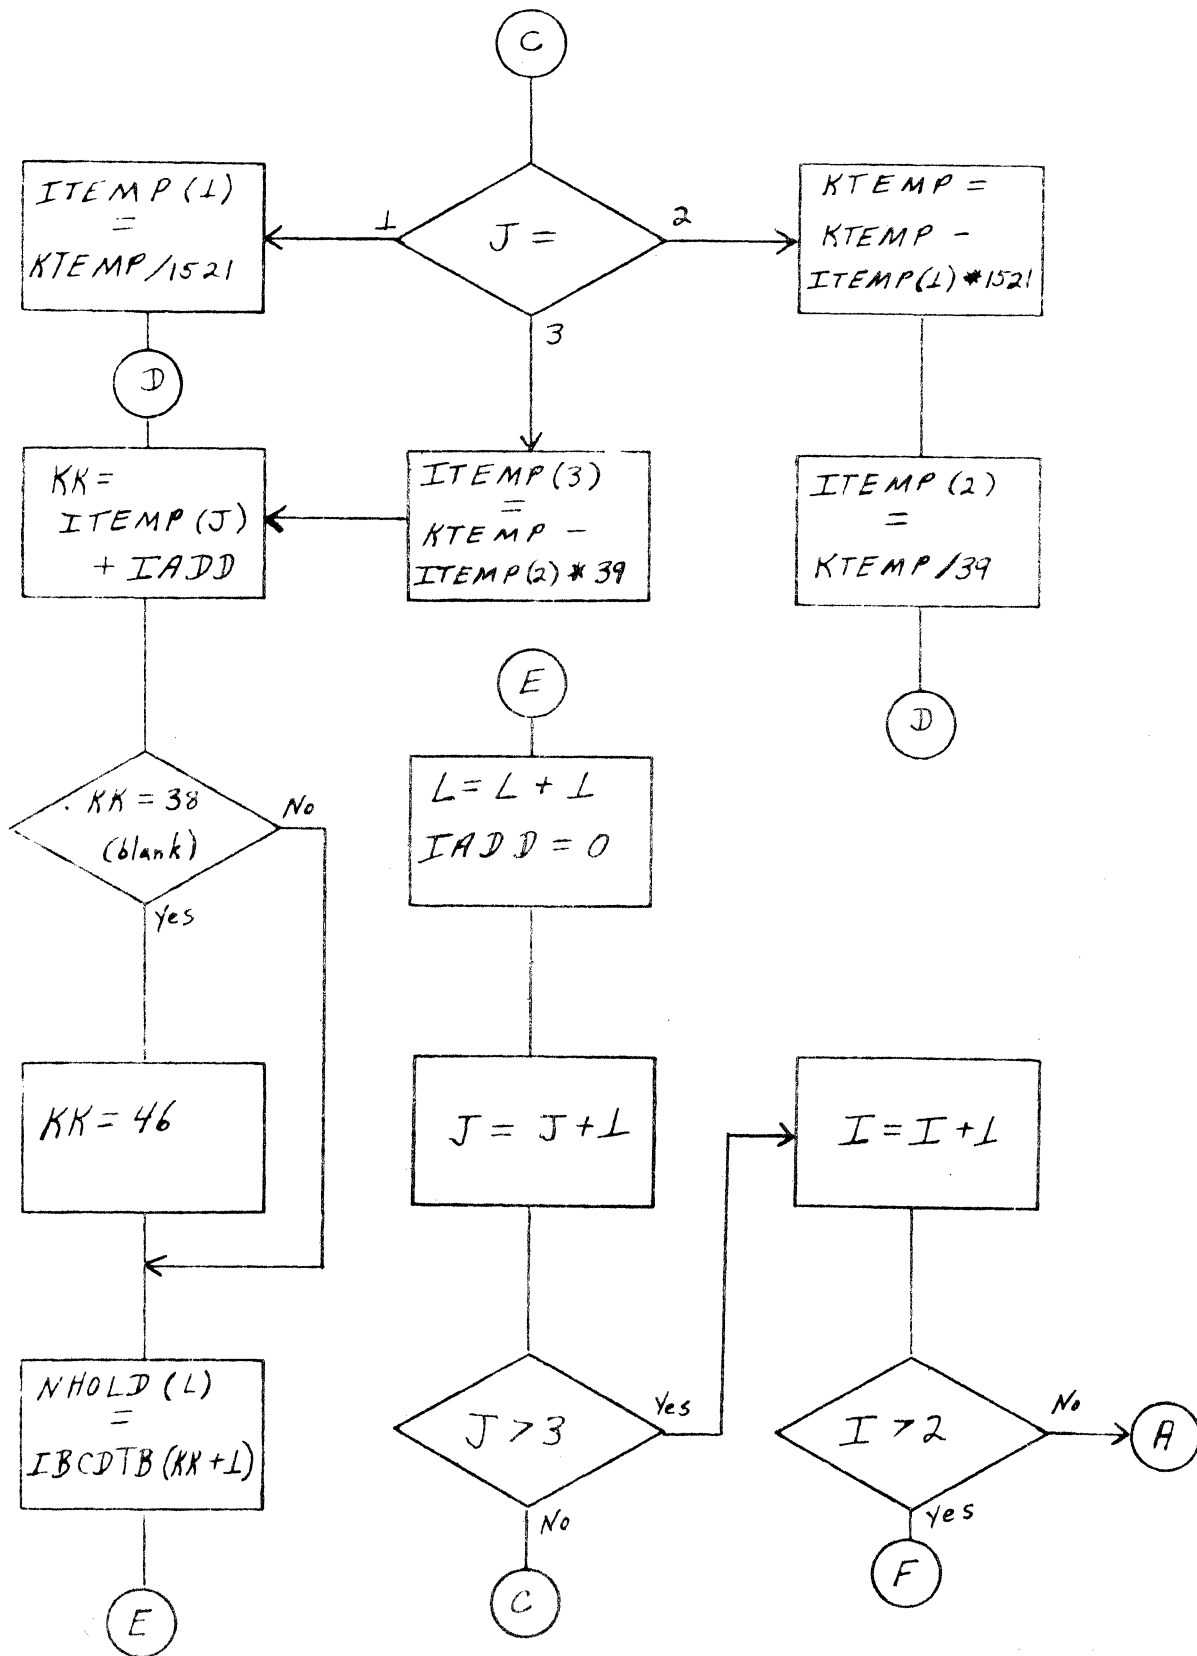 C
J =
1
2
3
ITEMP(1)
=
KTEMP/1521
D
KTEMP =
KTEMP -
ITEMP(1)*1521
ITEMP(2)
=
KTEMP/39
D
ITEMP(3)
=
KTEMP -
ITEMP(2)*39
KK =
ITEMP(J)
+ IADD
KK = 38
(blank)
No
Yes
KK = 46
NHOLD(L)
=
IBCDTB(KK+1)
E
E
L = L + 1
IADD = 0
J = J+1
J > 3
Yes
No
C
I = I+1
I > 2
No
A
Yes
F